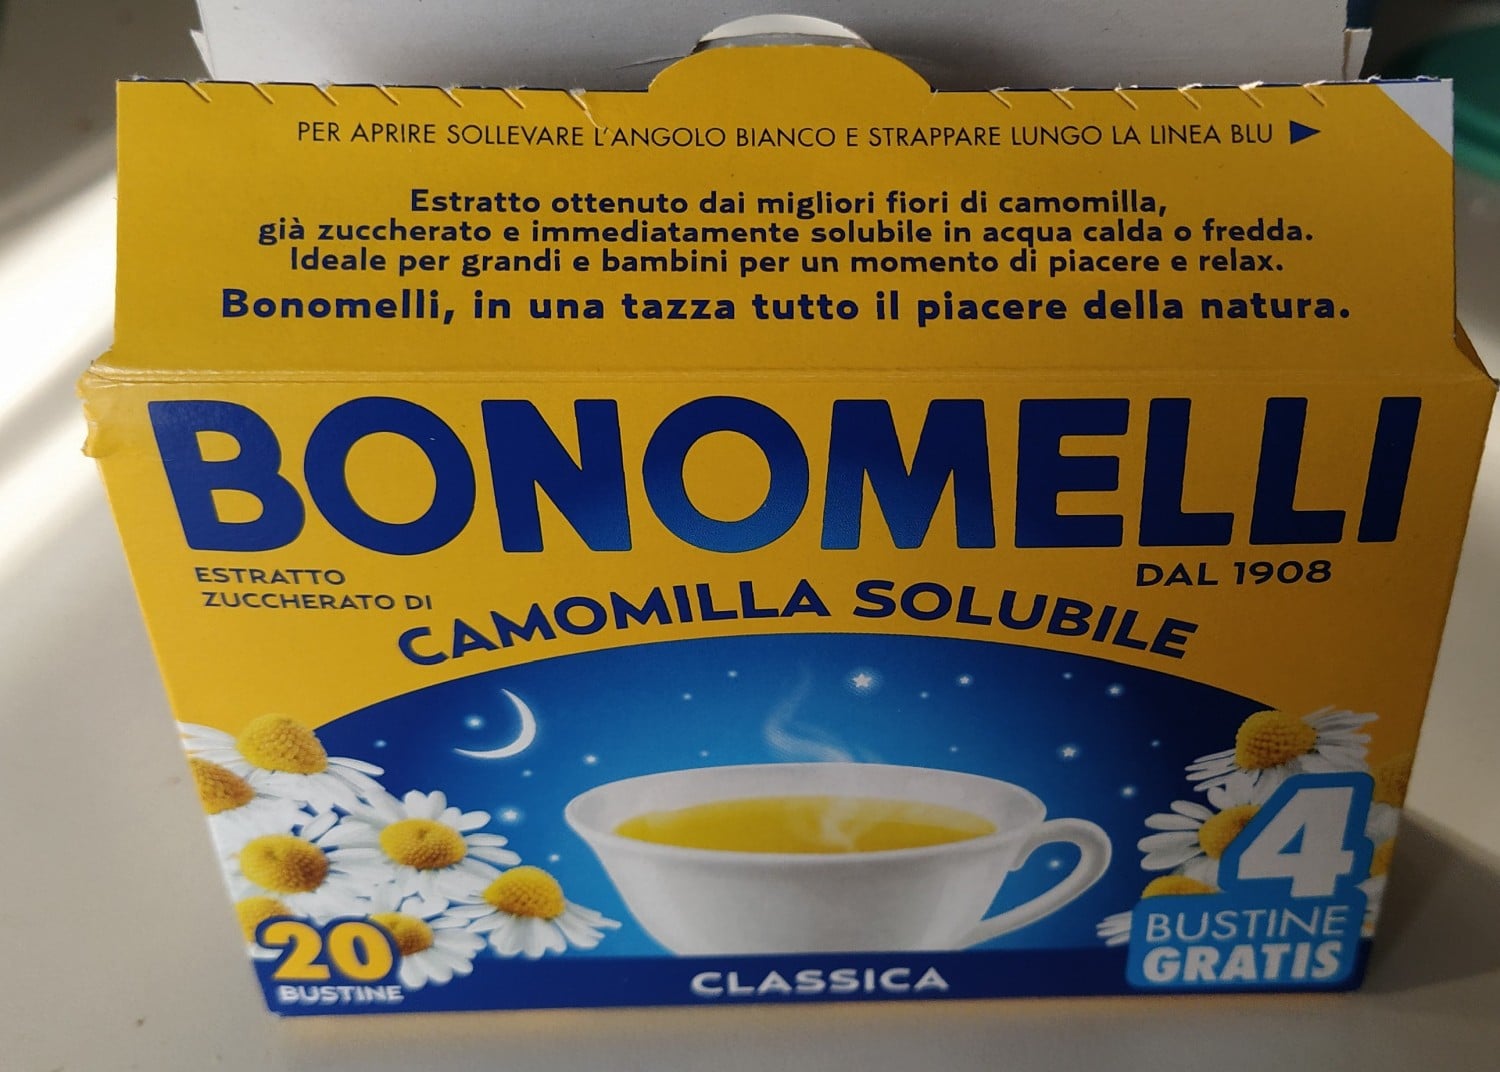 PER APRIRE SOLLEVARE L'ANGOLO BIANCO E STRAPPARE LUNGO LA LINEA BLU
Estratto ottenuto dai migliori fiori di camomilla,
già zuccherato e immediatamente solubile in acqua calda o fredda.
Ideale per grandi e bambini per un momento di piacere e relax.
Bonomelli, in una tazza tutto il piacere della natura.
BONOMELLI
DAL 1908
ESTRATTO
ZUCCHERATO DI
CAMOMILLA SOLUBILE
4
BUSTINE
GRATIS
20
BUSTINE
CLASSICA